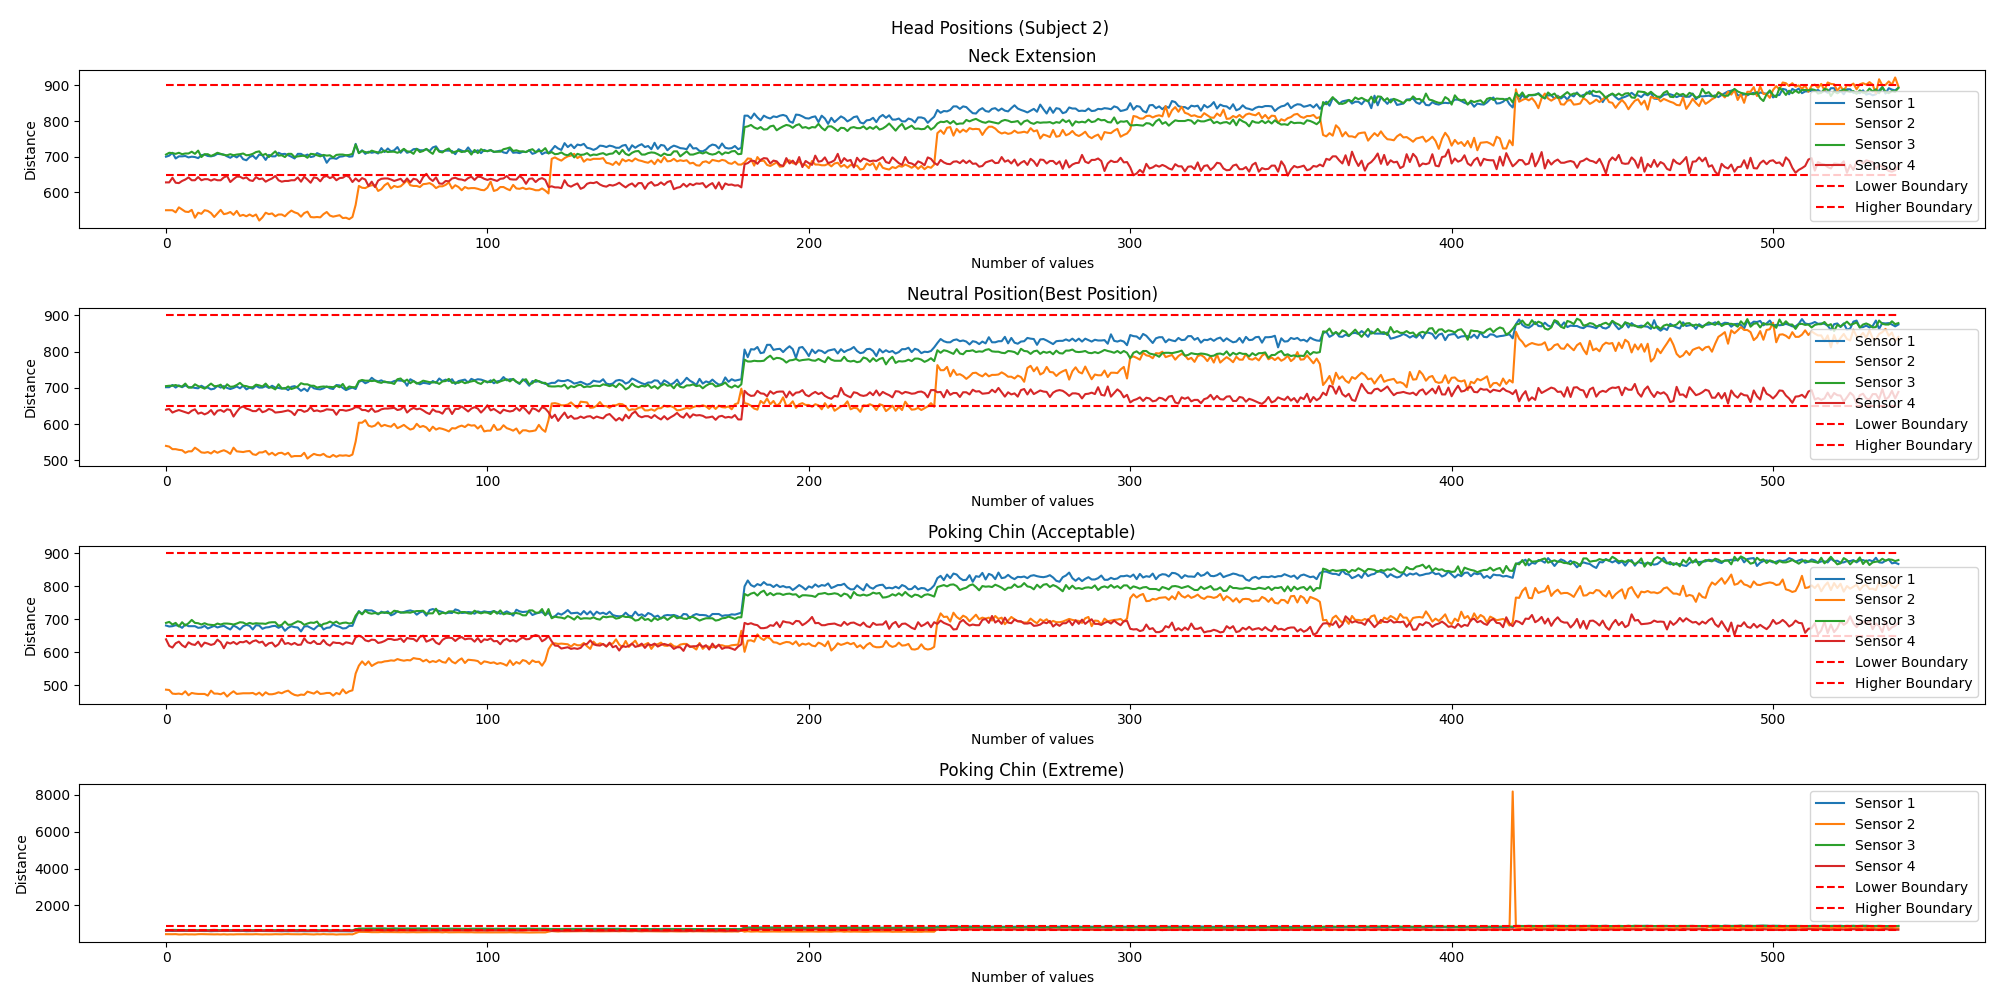 Head Positions (Subject 2)
Neck Extension
900
800
700
600
Distance
0 100 200 300 400 500
Number of values
Sensor 1
Sensor 2
Sensor 3
Sensor 4
Lower Boundary
Higher Boundary
Neutral Position(Best Position)
900
800
700
600
500
Distance
0 100 200 300 400 500
Number of values
Sensor 1
Sensor 2
Sensor 3
Sensor 4
Lower Boundary
Higher Boundary
Poking Chin (Acceptable)
900
800
700
600
500
Distance
0 100 200 300 400 500
Number of values
Sensor 1
Sensor 2
Sensor 3
Sensor 4
Lower Boundary
Higher Boundary
Poking Chin (Extreme)
8000
6000
4000
2000
Distance
0 100 200 300 400 500
Number of values
Sensor 1
Sensor 2
Sensor 3
Sensor 4
Lower Boundary
Higher Boundary